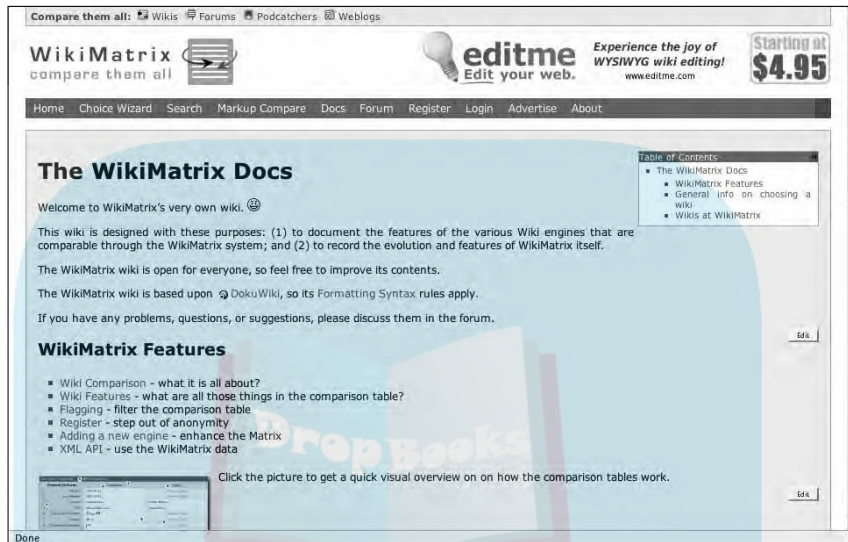 Compare them all: Wikis Forums Podcatchers Weblogs
WikiMatrix
compare them all
editme
Edit your web.
Experience the joy of
WYSIWYG wiki editing!
www.editme.com
Starting at
$4.95
Home Choice Wizard Search Markup Compare Docs Forum Register Login Advertise About
The WikiMatrix Docs
Table of Contents
The WikiMatrix Docs
WikiMatrix Features
General info on choosing a
wiki
Wikis at WikiMatrix
Welcome to WikiMatrix's very own wiki.
This wiki is designed with these purposes: (1) to document the features of the various Wiki engines that are
comparable through the WikiMatrix system; and (2) to record the evolution and features of WikiMatrix itself.
The WikiMatrix wiki is open for everyone, so feel free to improve its contents.
The WikiMatrix wiki is based upon DokuWiki, so its Formatting Syntax rules apply.
If you have any problems, questions, or suggestions, please discuss them in the forum.
Edit
WikiMatrix Features
Wiki Comparison - what it is all about?
Wiki Features - what are all those things in the comparison table?
Flagging - filter the comparison table
Register - step out of anonymity
Adding a new engine - enhance the Matrix
XML API - use the WikiMatrix data
DropBooks
Click the picture to get a quick visual overview on on how the comparison tables work.
Edit
Done